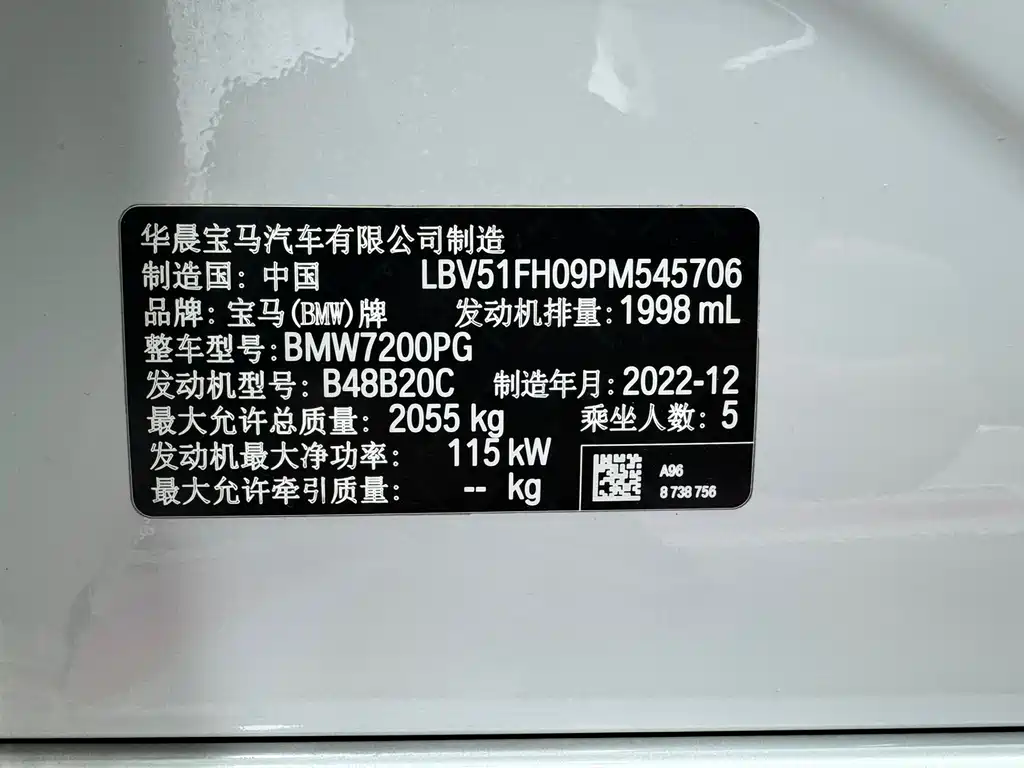 华晨宝马汽车有限公司制造
制造国：中国 LBV51FH09PM545706
品牌：宝马(BMW)牌 发动机排量：1998 mL
整车型号：BMW7200PG
发动机型号：B48B20C 制造年月：2022-12
最大允许总质量：2055 kg 乘坐人数：5
发动机最大净功率：115 kW
最大允许牵引质量：-- kg
A96
8 738 756